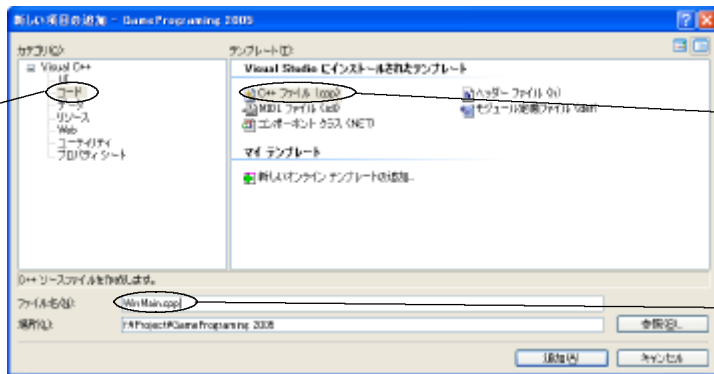 新しい項目の追加 - GamePrograming 2005
カテゴリ(C):
テンプレート(T):
Visual C++
UI
コード
データ
リソース
Web
ユーティリティ
プロパティ シート
Visual Studio にインストールされたテンプレート
C++ ファイル (.cpp)
MIDL ファイル (.idl)
コンポーネント クラス (.NET)
ヘッダー ファイル (.h)
モジュール定義ファイル (.def)
マイ テンプレート
新しいオンライン テンプレートの追加...
C++ ソース ファイルを作成します。
ファイル名(N):
WinMain.cpp
場所(L):
GamePrograming 2005
参照(B)...
追加(A)
キャンセル